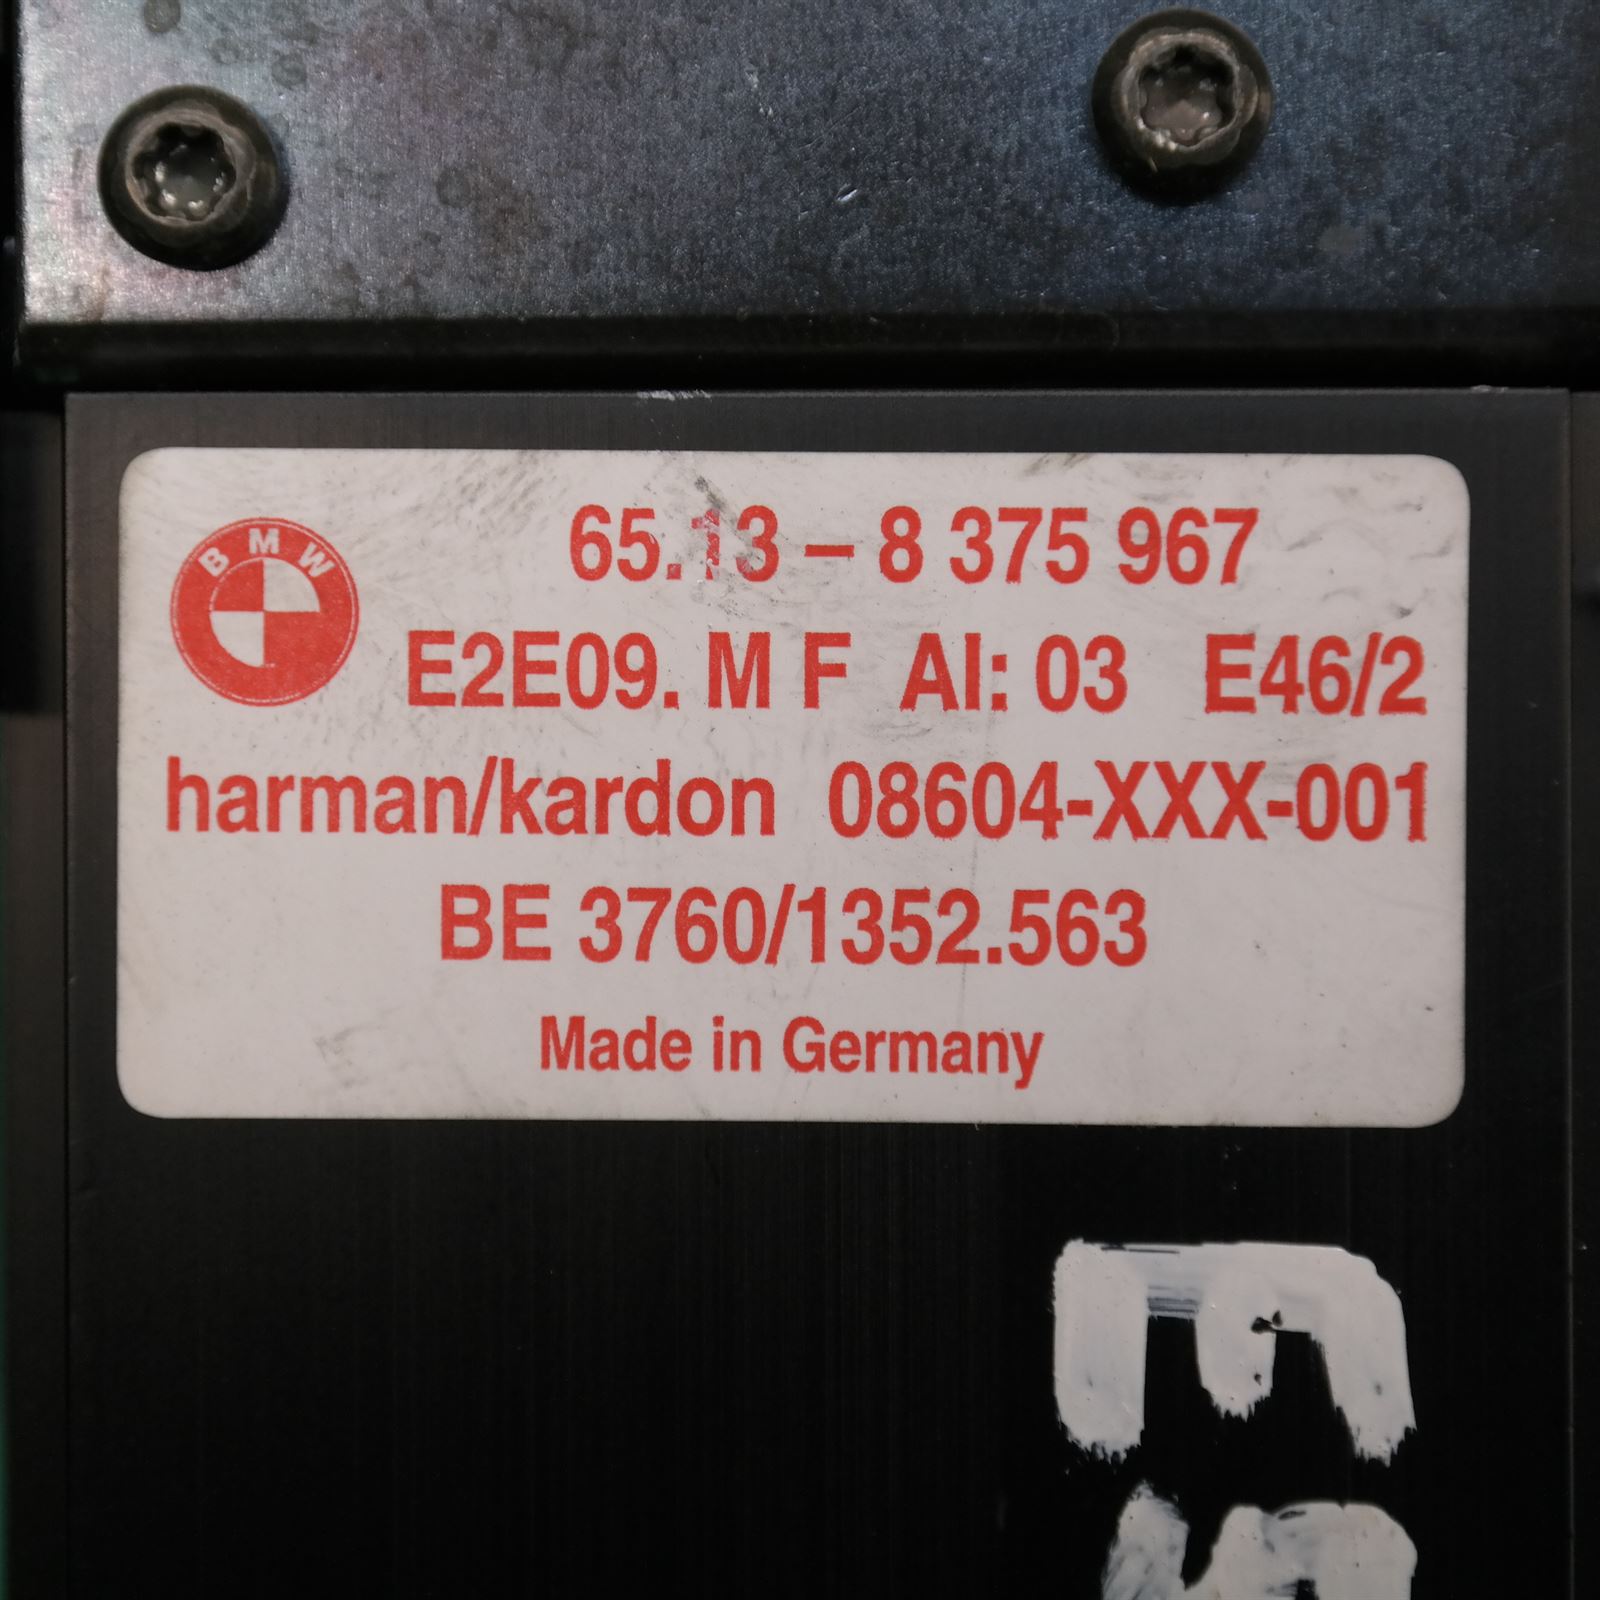 BMW
65.13 – 8 375 967
E2E09. M F AI: 03 E46/2
harman/kardon 08604-XXX-001
BE 3760/1352.563
Made in Germany
E